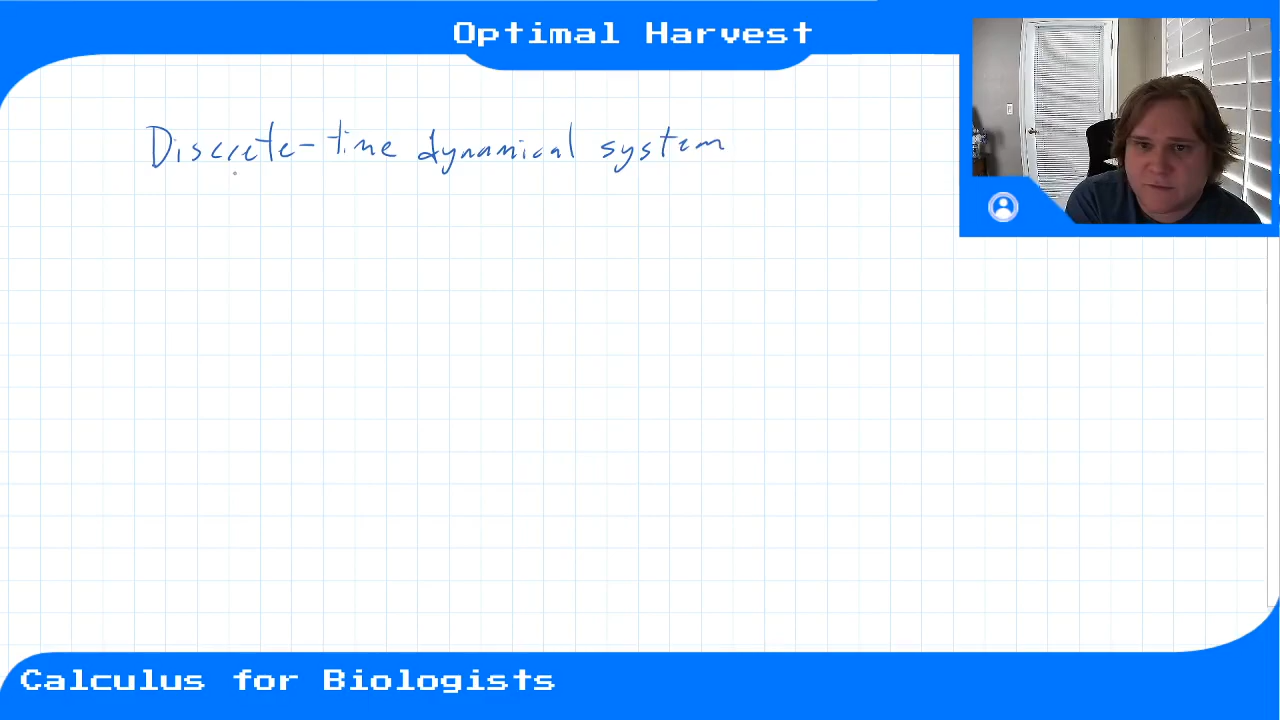 Optimal Harvest
Discrete-time dynamical system
Calculus for Biologists